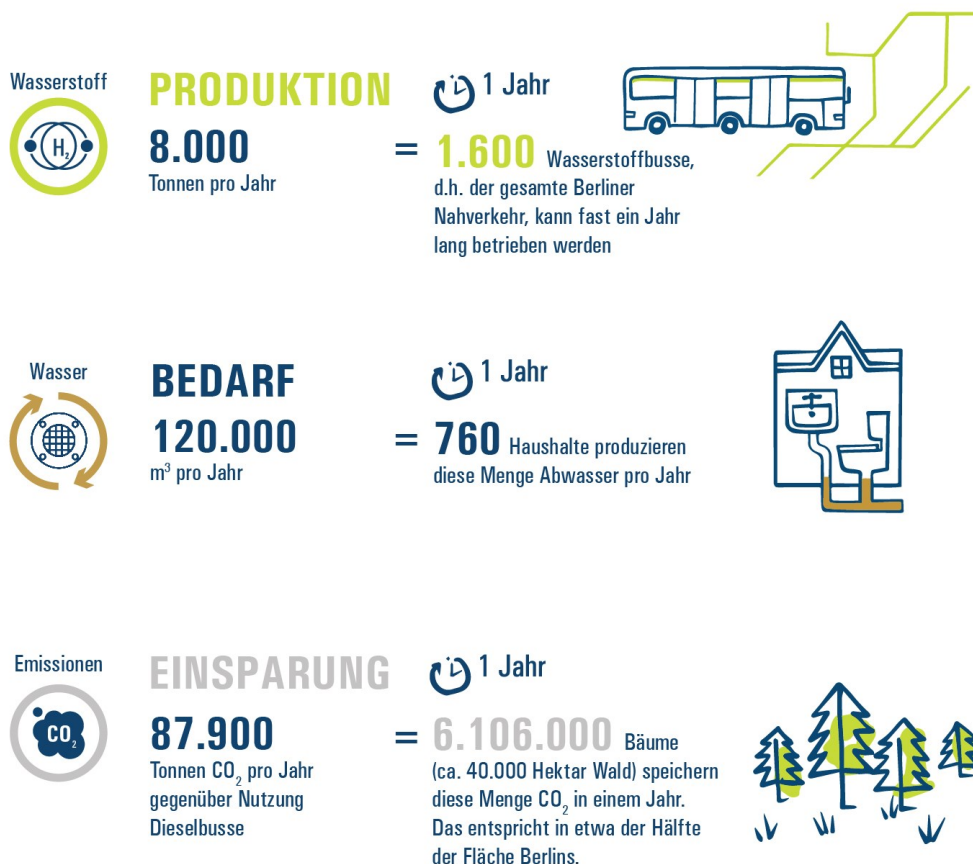 Wasserstoff
H₂
PRODUKTION
8.000
Tonnen pro Jahr
=
1 Jahr
1.600 Wasserstoffbusse,
d.h. der gesamte Berliner
Nahverkehr, kann fast ein Jahr
lang betrieben werden
Wasser
BEDARF
120.000
m³ pro Jahr
=
1 Jahr
760 Haushalte produzieren
diese Menge Abwasser pro Jahr
Emissionen
CO₂
EINSPARUNG
87.900
Tonnen CO₂ pro Jahr
gegenüber Nutzung
Dieselbusse
=
1 Jahr
6.106.000 Bäume
(ca. 40.000 Hektar Wald) speichern
diese Menge CO₂ in einem Jahr.
Das entspricht in etwa der Hälfte
der Fläche Berlins.